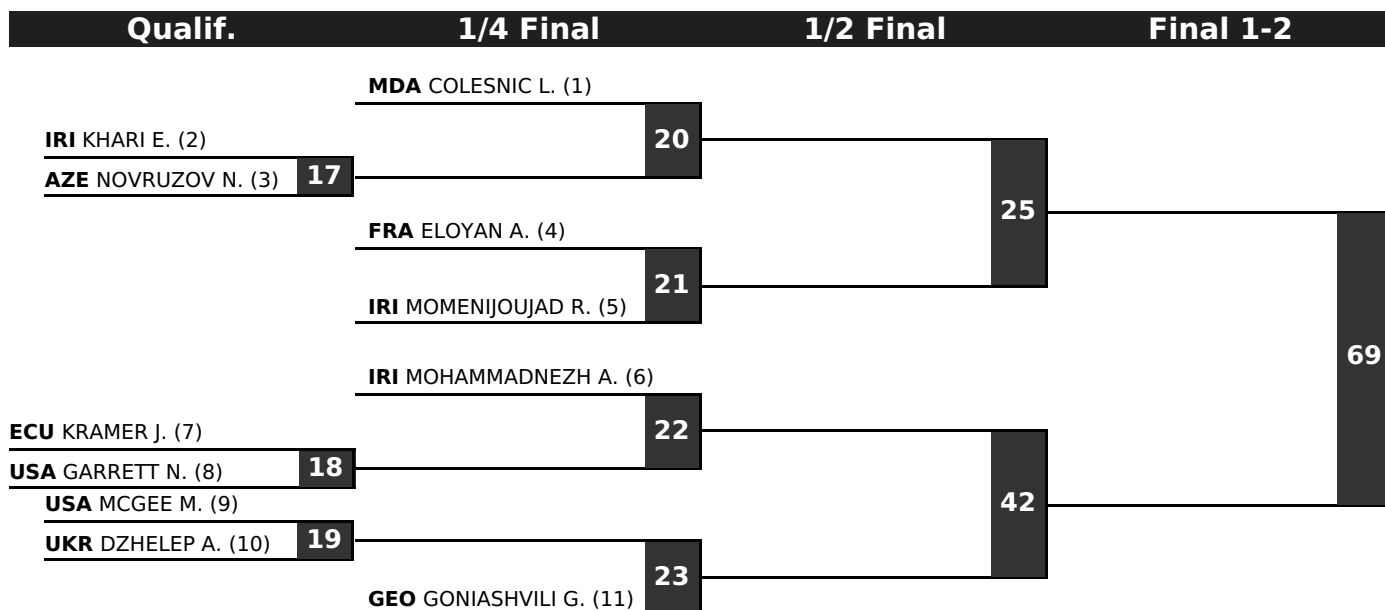 Qualif. 1/4 Final 1/2 Final Final 1-2
MDA COLESNIC L. (1)
20
IRI KHARI E. (2)
17
AZE NOVRUZOV N. (3)
25
FRA ELOYAN A. (4)
21
IRI MOMENIJOUJAD R. (5)
69
IRI MOHAMMADNEZH A. (6)
22
ECU KRAMER J. (7)
18
USA GARRETT N. (8)
42
USA MCGEE M. (9)
19
UKR DZHELEP A. (10)
23
GEO GONIASHVILI G. (11)